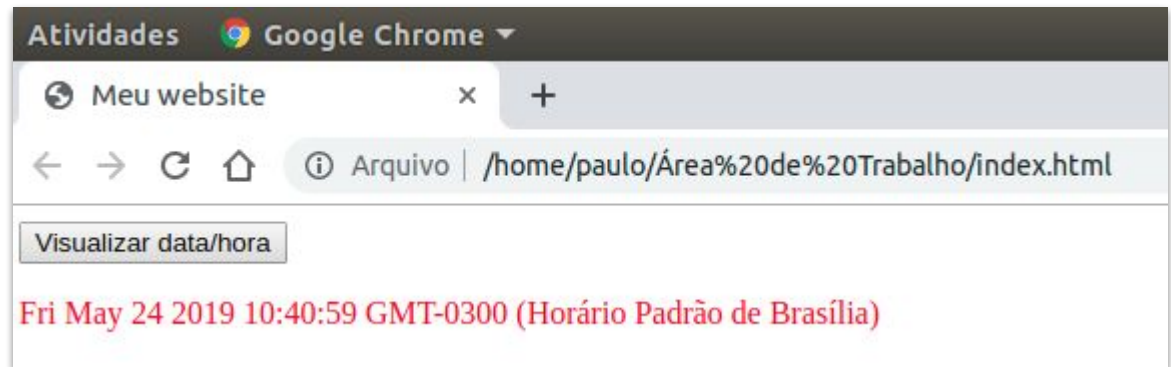 Atividades Google Chrome
Meu website
Arquivo | /home/paulo/Área%20de%20Trabalho/index.html
Visualizar data/hora
Fri May 24 2019 10:40:59 GMT-0300 (Horário Padrão de Brasília)